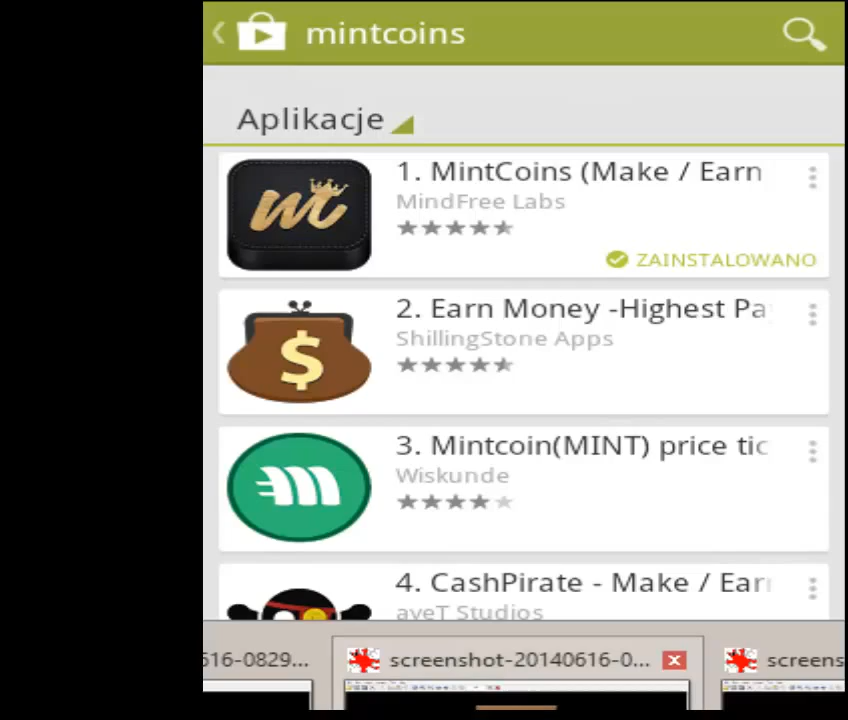 mintcoins
Aplikacje
1. MintCoins (Make / Earn
MindFree Labs
ZAINSTALOWANO
2. Earn Money -Highest Pa
ShillingStone Apps
$
3. Mintcoin(MINT) price tic
Wiskunde
4. CashPirate - Make / Earn
aveT Studios
616-0829... screenshot-20140616-0... screens